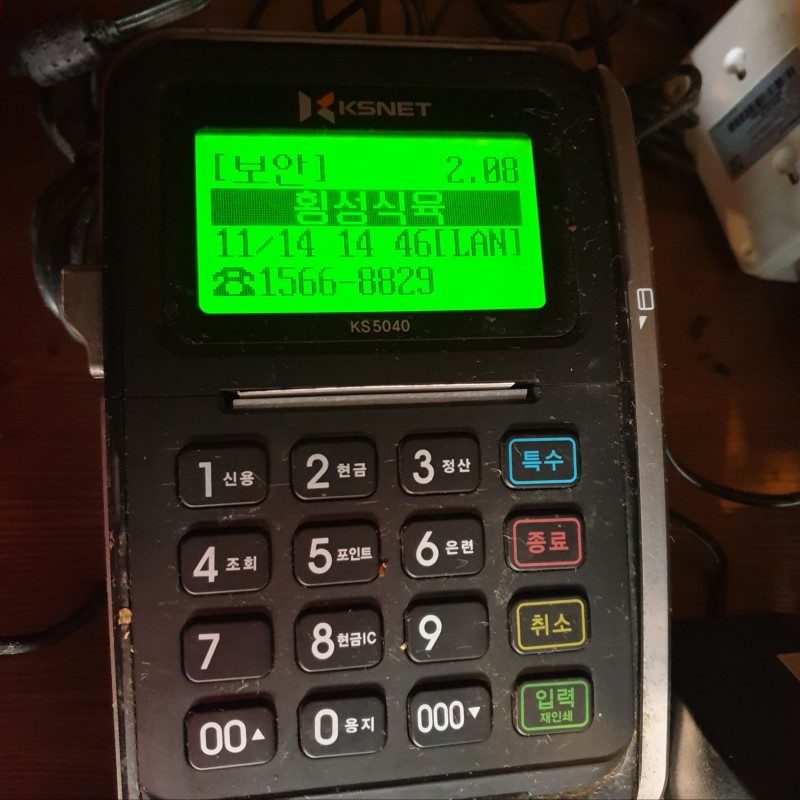 KSNET
[보안] 2.08
횡성식육
11/14 14 46[LAN]
☎1566-8829
KS5040
1 신용 2 현금 3 정산 특수
4 조회 5 포인트 6 은련 종료
7 8 현금IC 9 취소
00▲ 0 용지 000▼ 입력
재인쇄